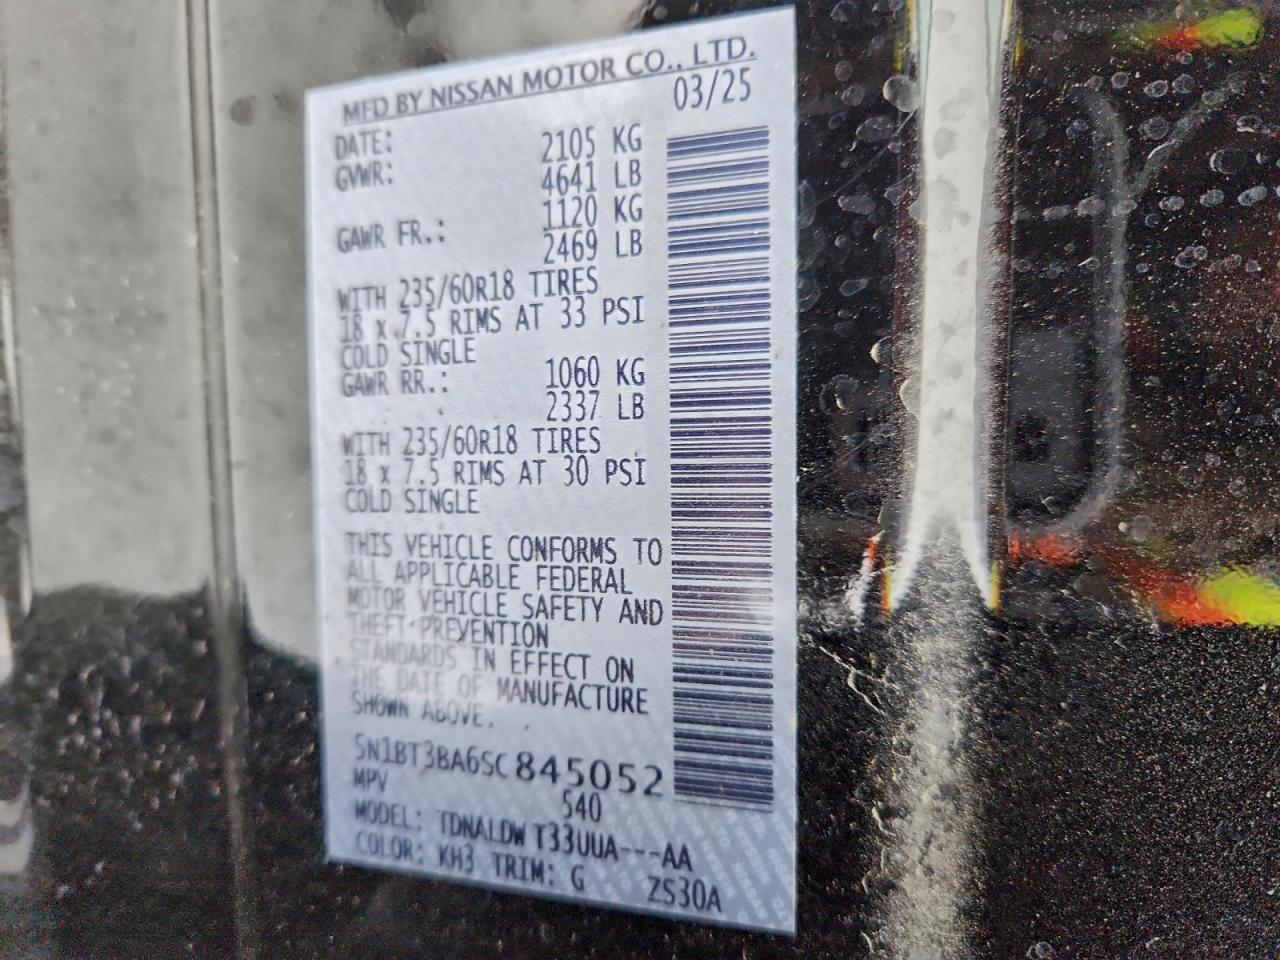 MFD BY NISSAN MOTOR CO., LTD.
DATE: 03/25
GVWR: 2105 KG
4641 LB
GAWR FR.: 1120 KG
2469 LB
WITH 235/60R18 TIRES
18 x 7.5 RIMS AT 33 PSI
COLD SINGLE
GAWR RR.: 1060 KG
2337 LB
WITH 235/60R18 TIRES
18 x 7.5 RIMS AT 30 PSI
COLD SINGLE
THIS VEHICLE CONFORMS TO
ALL APPLICABLE FEDERAL
MOTOR VEHICLE SAFETY AND
THEFT PREVENTION
STANDARDS IN EFFECT ON
THE DATE OF MANUFACTURE
SHOWN ABOVE.
5N1BT3BA6SC845052
MPV 540
MODEL: TDNALDW T33UUA---AA
COLOR: KH3 TRIM: G ZS30A